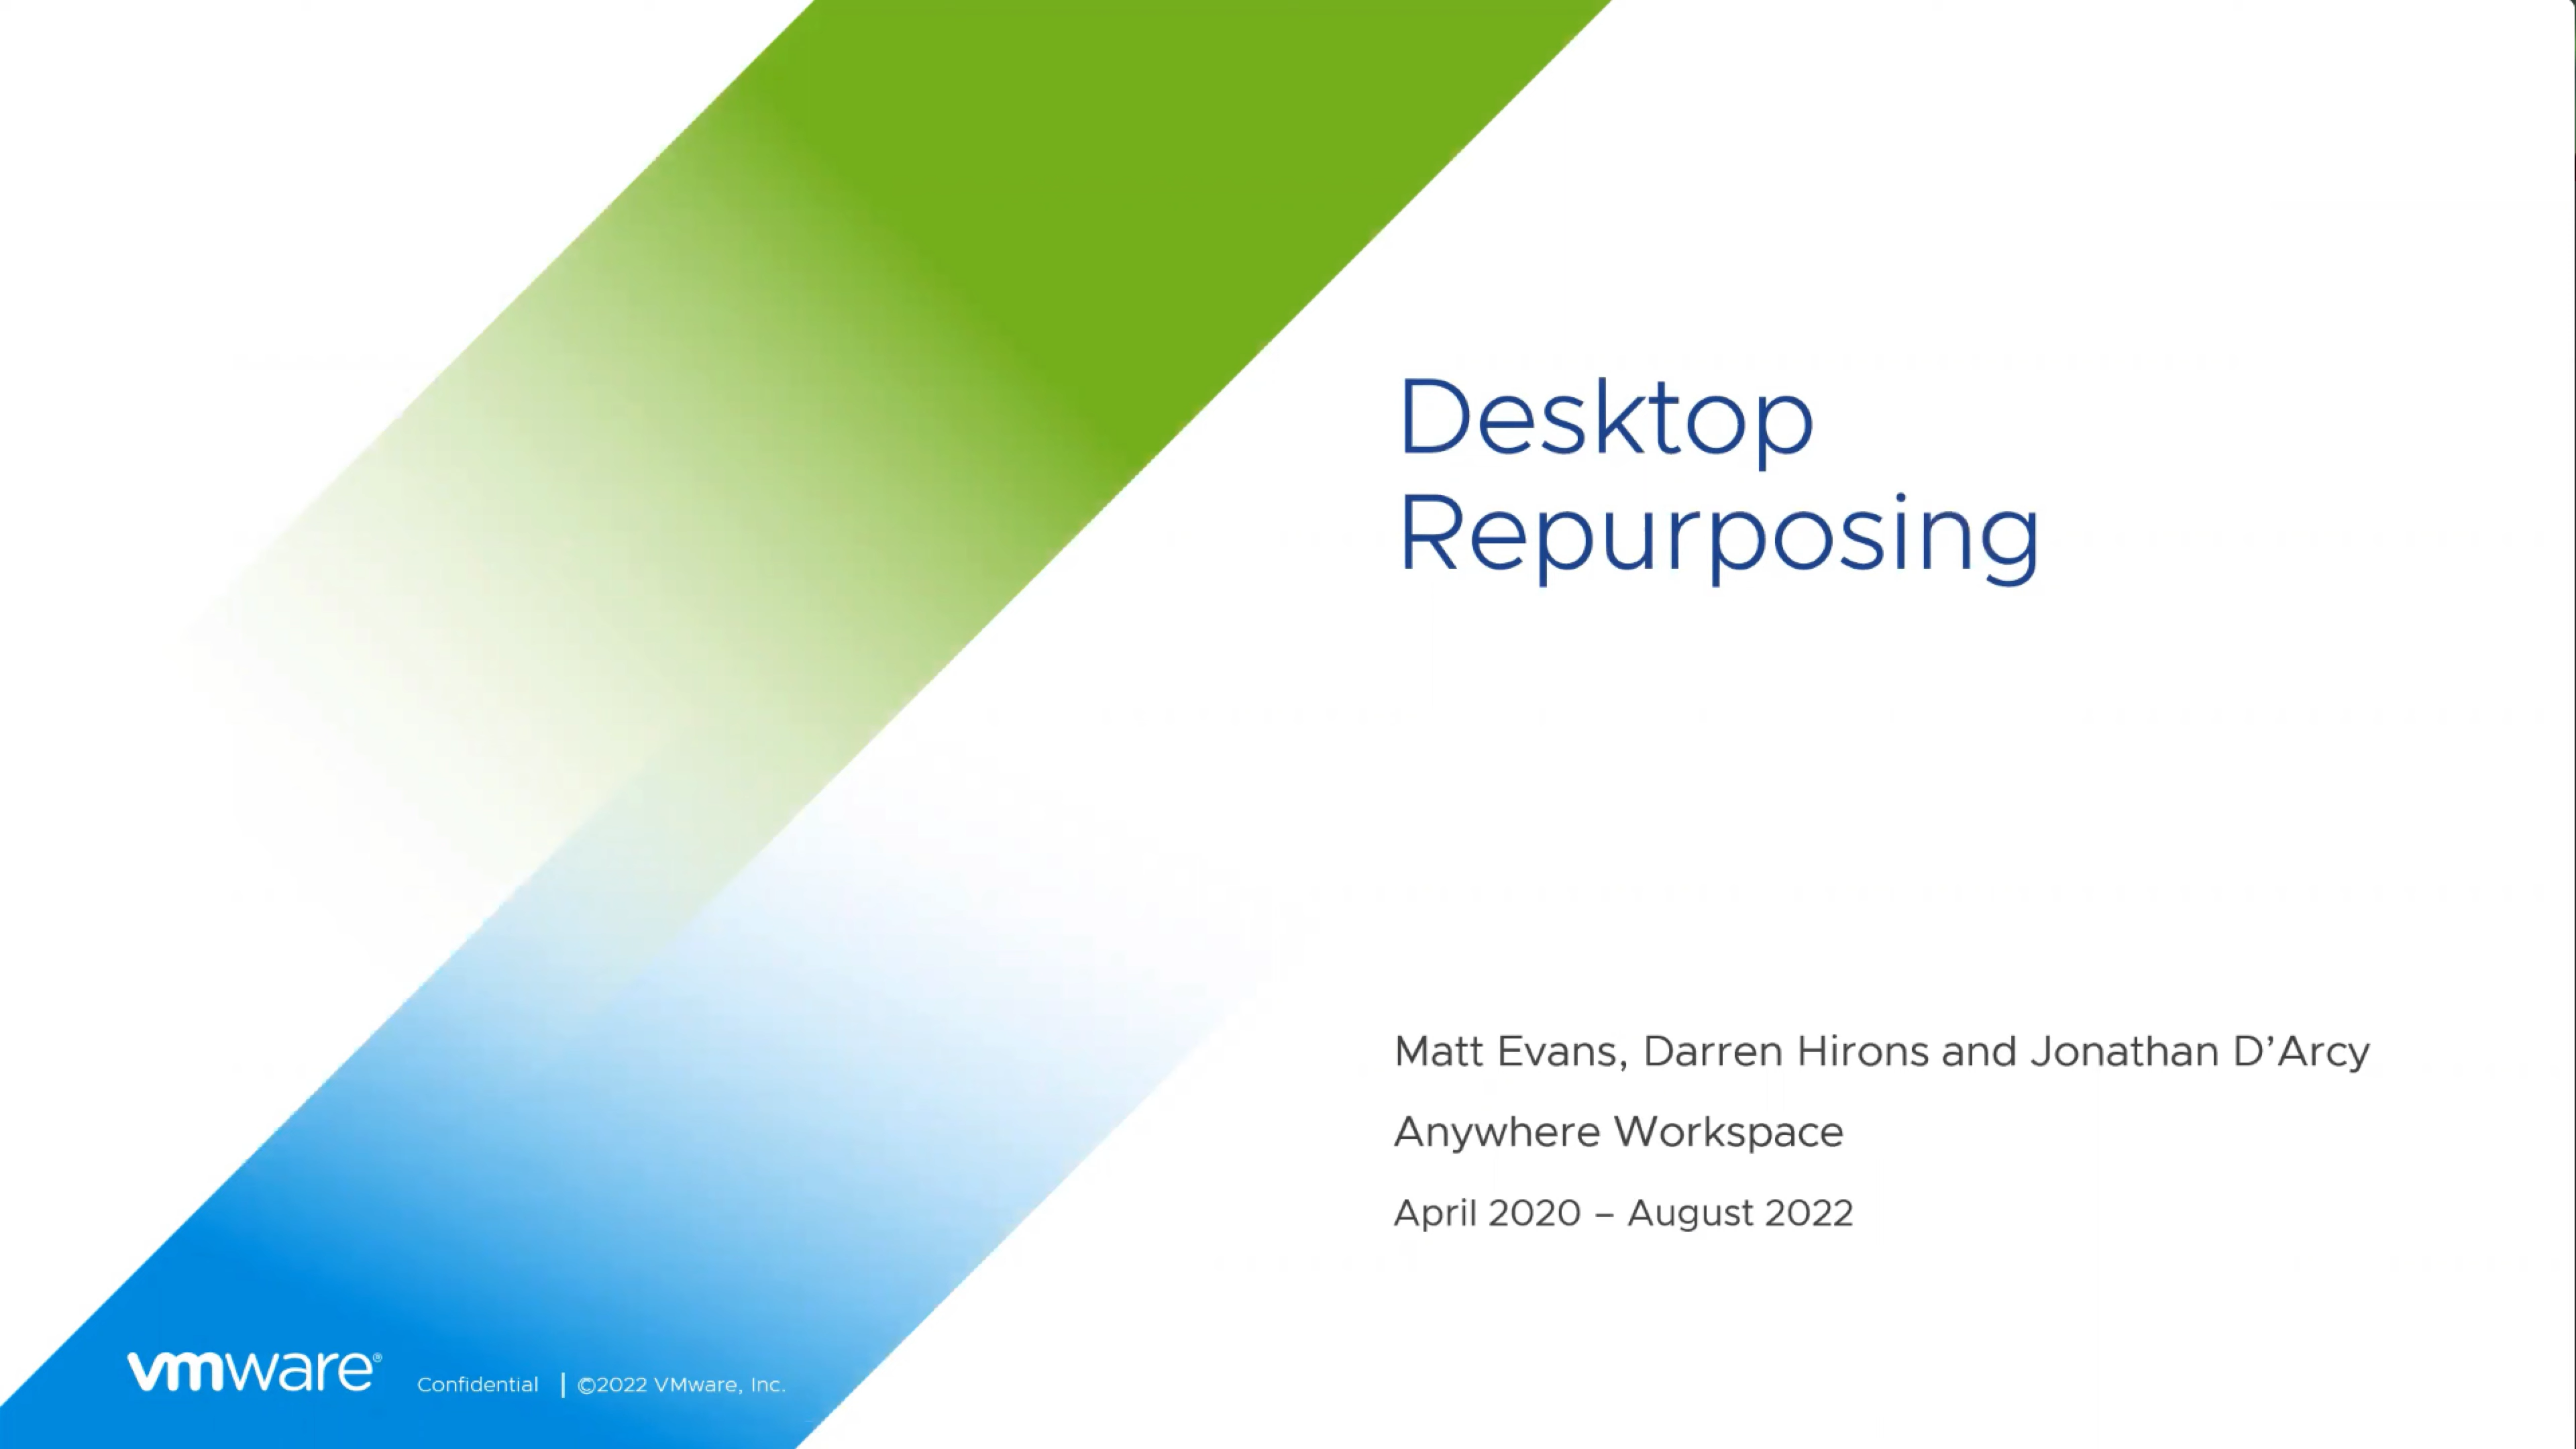 Desktop
Repurposing
Matt Evans, Darren Hirons and Jonathan D’Arcy
Anywhere Workspace
April 2020 – August 2022
vmware®
Confidential | ©2022 VMware, Inc.